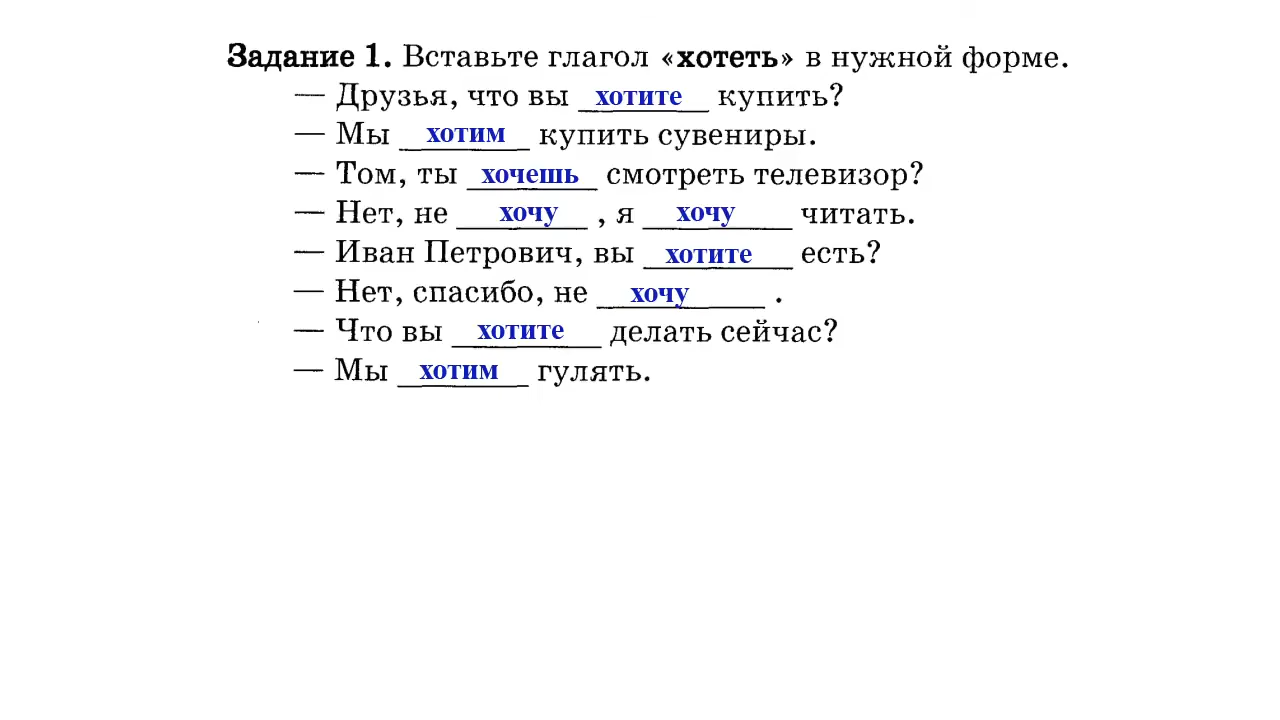 Задание 1. Вставьте глагол «хотеть» в нужной форме.
— Друзья, что вы хотите купить?
— Мы хотим купить сувениры.
— Том, ты хочешь смотреть телевизор?
— Нет, не хочу , я хочу читать.
— Иван Петрович, вы хотите есть?
— Нет, спасибо, не хочу .
— Что вы хотите делать сейчас?
— Мы хотим гулять.